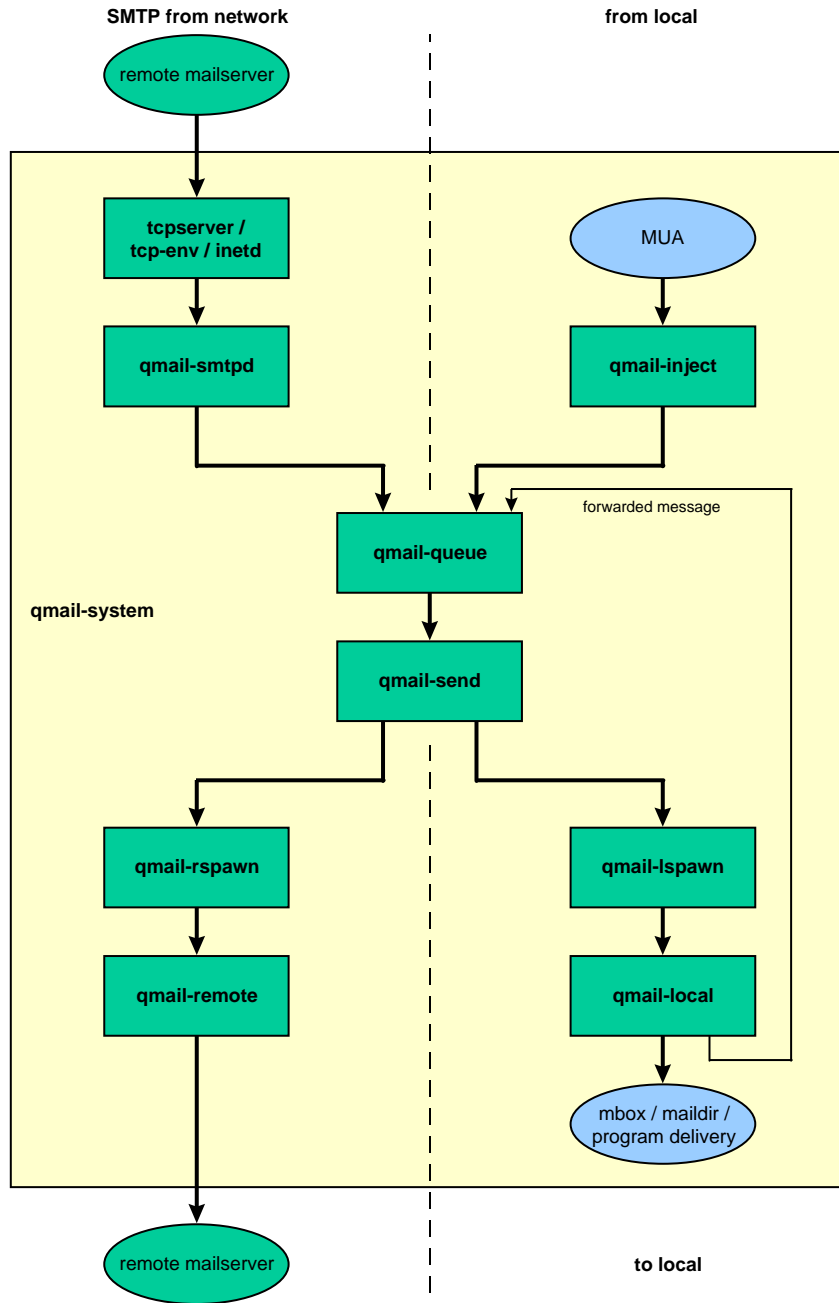 SMTP from network
from local
remote mailserver
tcpserver /
tcp-env / inetd
MUA
qmail-smtpd
qmail-inject
forwarded message
qmail-queue
qmail-system
qmail-send
qmail-rspawn
qmail-lspawn
qmail-remote
qmail-local
mbox / maildir /
program delivery
remote mailserver
to local